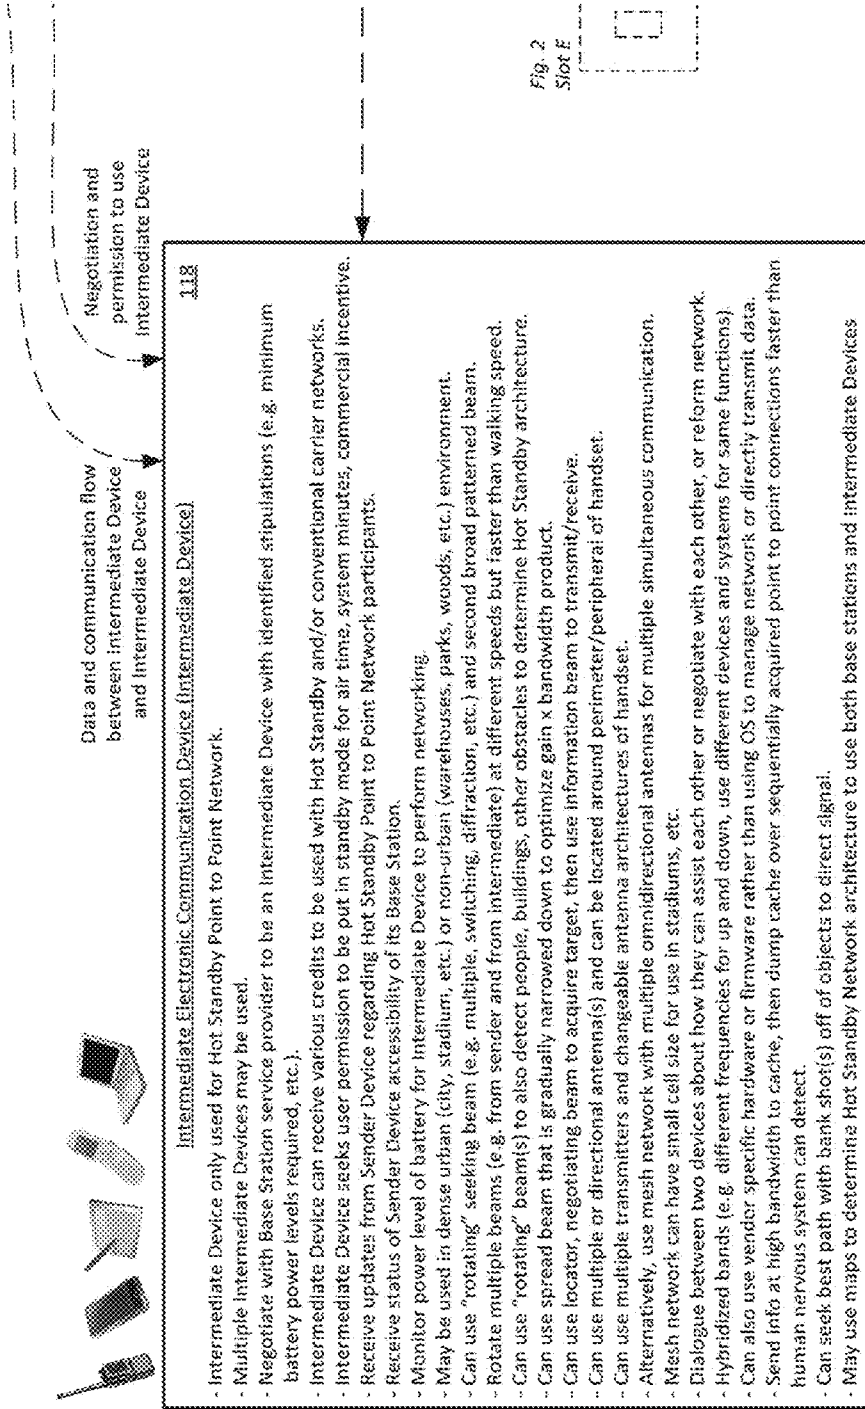 Data and communication flow
between Intermediate Device
and Intermediate Device
Negotiation and
permission to use
Intermediate Device
Intermediate Electronic Communication Device (Intermediate Device)
118
- Intermediate Device only used for Hot Standby Point to Point Network.
- Multiple Intermediate Devices may be used.
- Negotiate with Base Station service provider to be an Intermediate Device with identified stipulations (e.g. minimum
battery power levels required, etc.).
- Intermediate Device can receive various credits to be used with Hot Standby and/or conventional carrier networks.
- Intermediate Device seeks user permission to be put in standby mode for air time, system minutes, commercial incentive.
- Receive updates from Sender Device regarding Hot Standby Point to Point Network participants.
- Receive status of Sender Device accessibility of its Base Station.
- Monitor power level of battery for Intermediate Device to perform networking.
- May be used in dense urban (city, stadium, etc.) or non-urban (warehouses, parks, woods, etc.) environment.
- Can use "rotating" seeking beam (e.g. multiple, switching, diffraction, etc.) and second broad patterned beam.
- Rotate multiple beams (e.g. from sender and from intermediate) at different speeds but faster than walking speed.
- Can use "rotating" beam(s) to also detect people, buildings, other obstacles to determine Hot Standby architecture.
- Can use spread beam that is gradually narrowed down to optimize gain x bandwidth product.
- Can use locator, negotiating beam to acquire target, then use information beam to transmit/receive.
- Can use multiple or directional antenna(s) and can be located around perimeter/peripheral of handset.
- Can use multiple transmitters and changeable antenna architectures of handset.
- Alternatively, use mesh network with multiple omnidirectional antennas for multiple simultaneous communication.
- Mesh network can have small cell size for use in stadiums, etc.
- Dialogue between two devices about how they can assist each other or negotiate with each other, or reform network.
- Hybridized bands (e.g. different frequencies for up and down, use different devices and systems for same functions).
- Can also use vendor specific hardware or firmware rather than using OS to manage network or directly transmit data.
- Send info at high bandwidth to cache, then dump cache over sequentially acquired point to point connections faster than
human nervous system can detect.
- Can seek best path with bank shot(s) off of objects to direct signal.
- May use maps to determine Hot Standby Network architecture to use both base stations and intermediate Devices
Fig. 2
Slot E